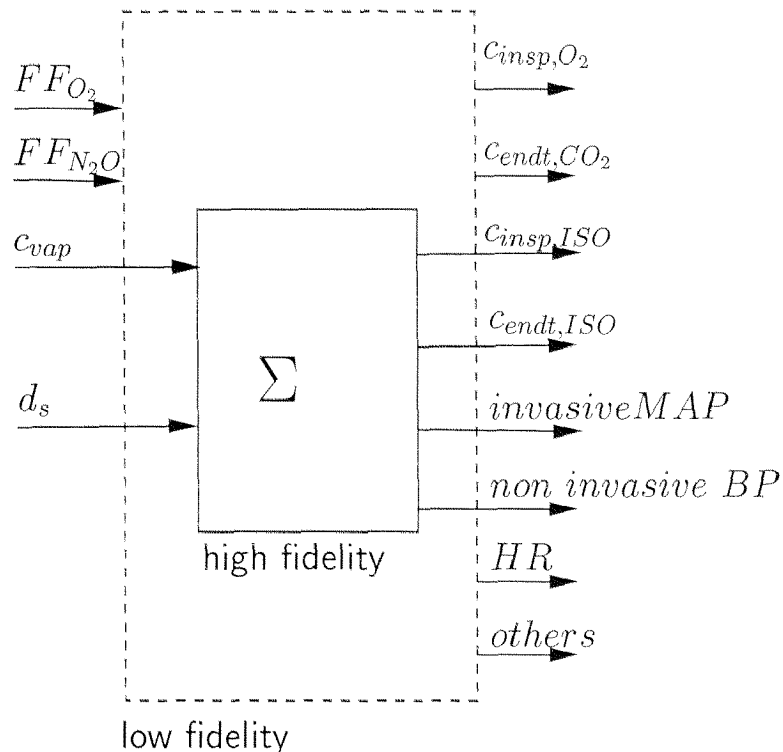 FF_{O_2}
FF_{N_2O}
c_{vap}
d_s
Σ
high fidelity
low fidelity
c_{insp,O_2}
c_{endt,CO_2}
c_{insp,ISO}
c_{endt,ISO}
invasiveMAP
non invasive BP
HR
others